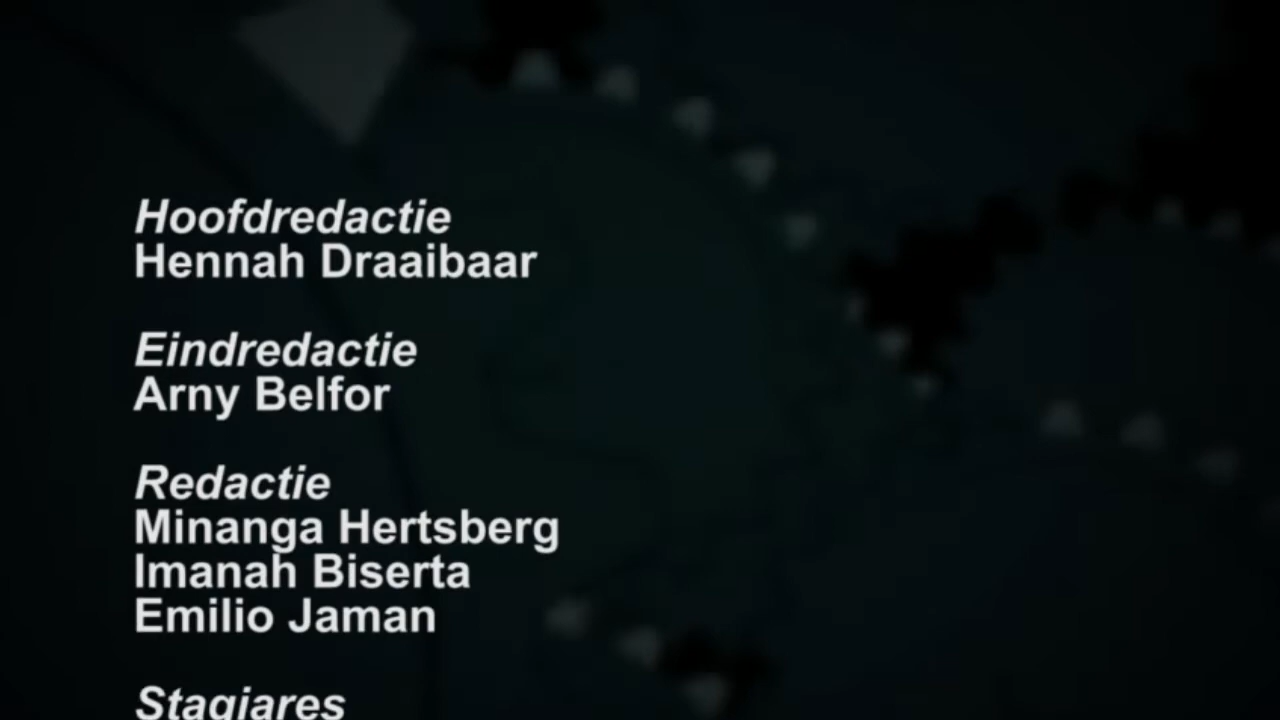 Hoofdredactie
Hennah Draaibaar
Eindredactie
Arny Belfor
Redactie
Minanga Hertsberg
Imanah Biserta
Emilio Jaman
Stagiares